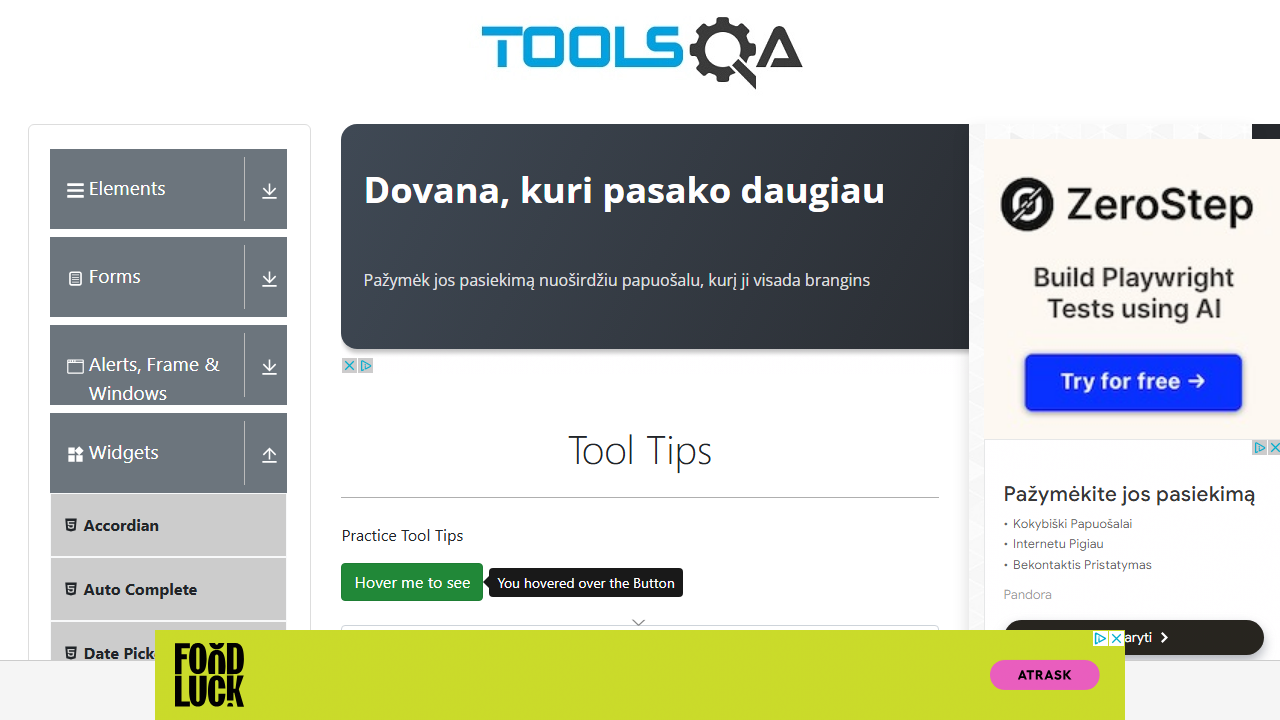 TOOLSQA
Elements
Forms
Alerts, Frame &
Windows
Widgets
Accordian
Auto Complete
Date Pick
Dovana, kuri pasako daugiau
Pažymėk jos pasiekimą nuoširdžiu papuošalu, kurį ji visada brangins
Tool Tips
Practice Tool Tips
Hover me to see
You hovered over the Button
ZeroStep
Build Playwright
Tests using AI
Try for free →
Pažymėkite jos pasiekimą
• Kokybiški Papuošalai
• Internetu Pigiau
• Bekontaktis Pristatymas
Pandora
aryti
FOOD
LUCK
ATRASK